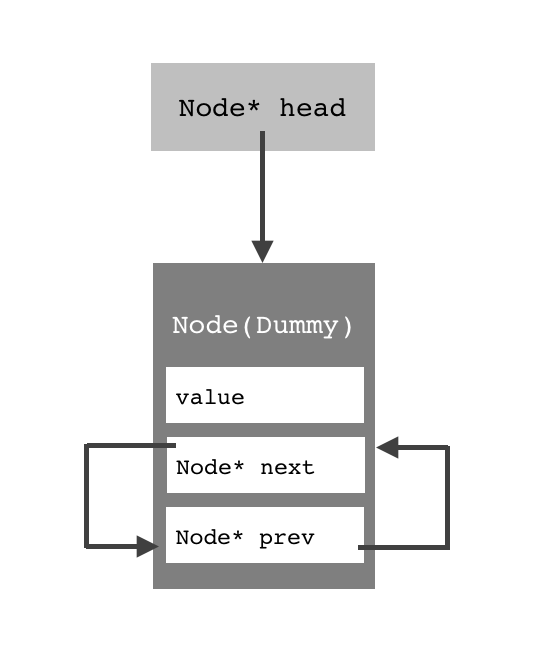 Node* head
Node(Dummy)
value
Node* next
Node* prev